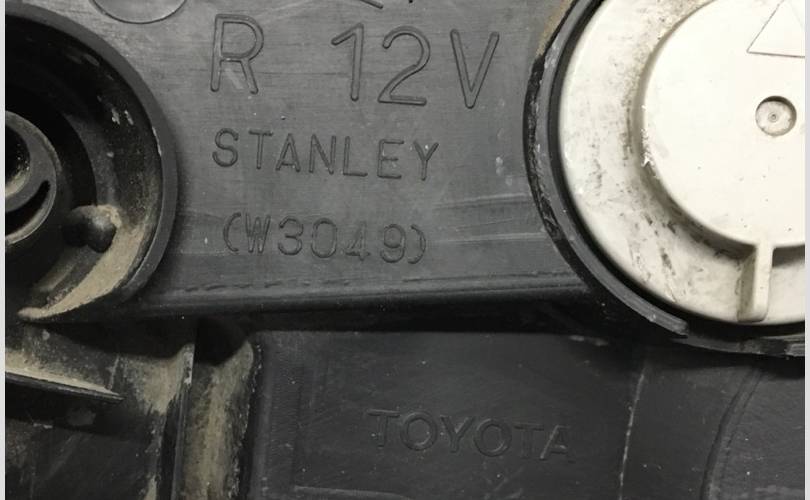 R 12V
STANLEY
(W3049)
TOYOTA